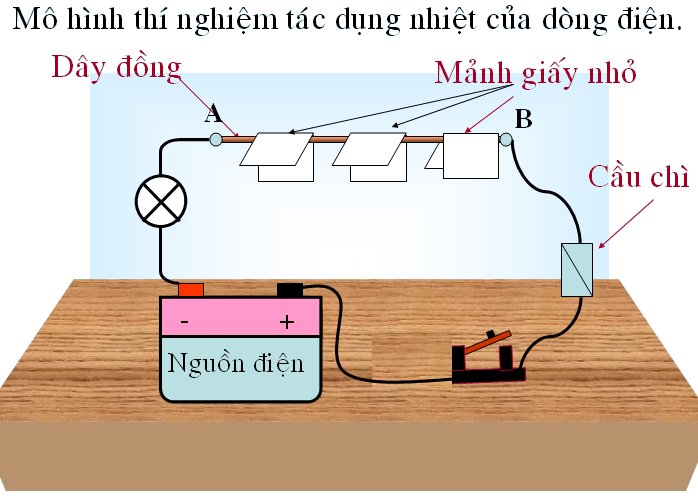 Mô hình thí nghiệm tác dụng nhiệt của dòng điện.
Dây đồng
Mảnh giấy nhỏ
A
B
Cầu chì
- +
Nguồn điện